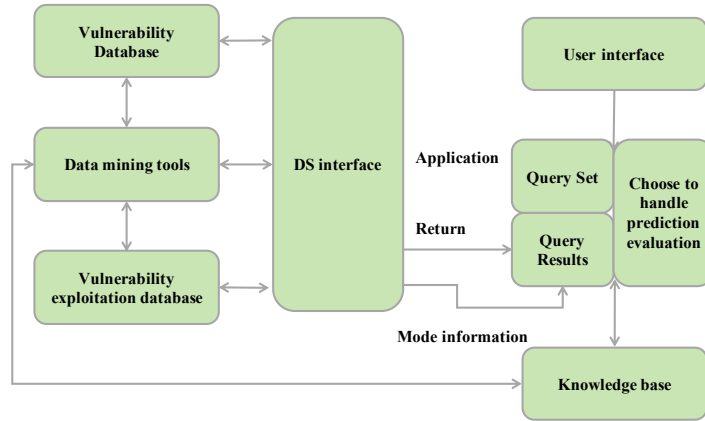 Vulnerability
Database
User interface
Data mining tools
DS interface
Application
Query Set
Choose to
handle
prediction
evaluation
Return
Query
Results
Vulnerability
exploitation database
Mode information
Knowledge base